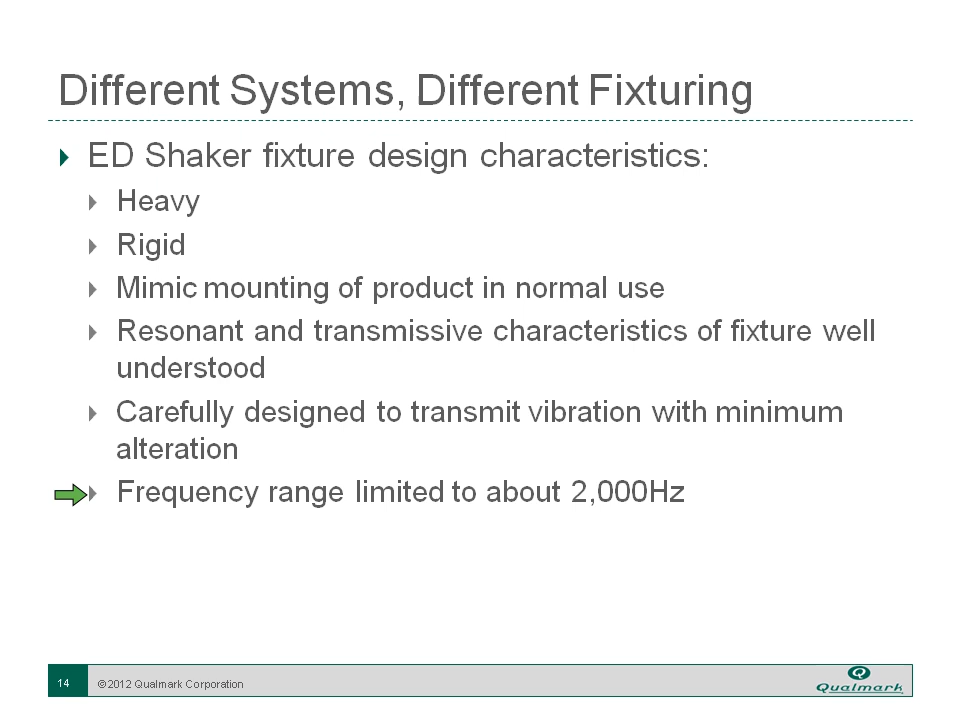 Different Systems, Different Fixturing
ED Shaker fixture design characteristics:
Heavy
Rigid
Mimic mounting of product in normal use
Resonant and transmissive characteristics of fixture well
understood
Carefully designed to transmit vibration with minimum
alteration
Frequency range limited to about 2,000Hz
14
©2012 Qualmark Corporation
Qualmark